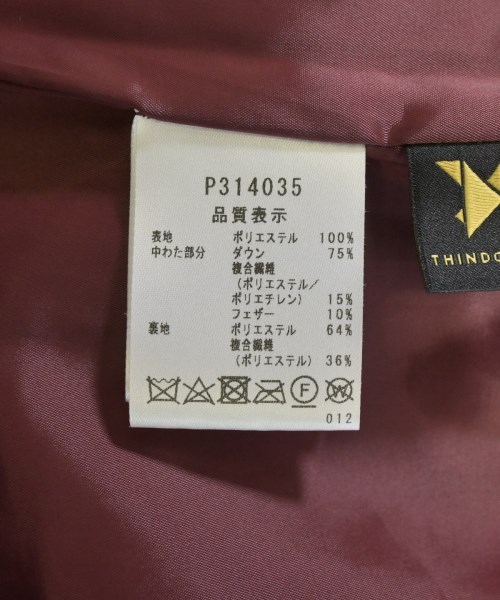 P314035
品質表示
表地 ポリエステル 100%
中わた部分 ダウン 75%
複合繊維
(ポリエステル/
ポリエチレン) 15%
フェザー 10%
裏地 ポリエステル 64%
複合繊維
(ポリエステル) 36%
F W
012